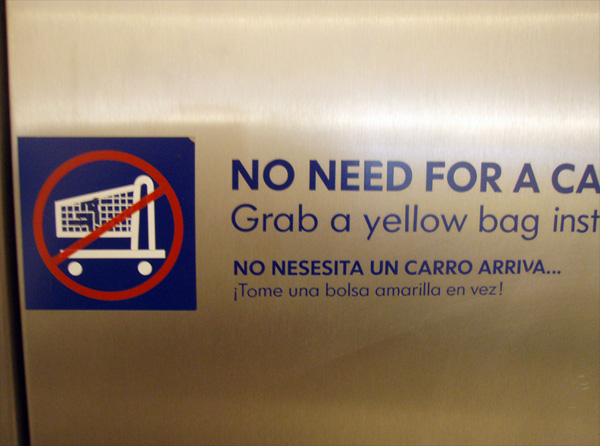 NO NEED FOR A CA
Grab a yellow bag inst
NO NESESITA UN CARRO ARRIVA...
¡Tome una bolsa amarilla en vez!